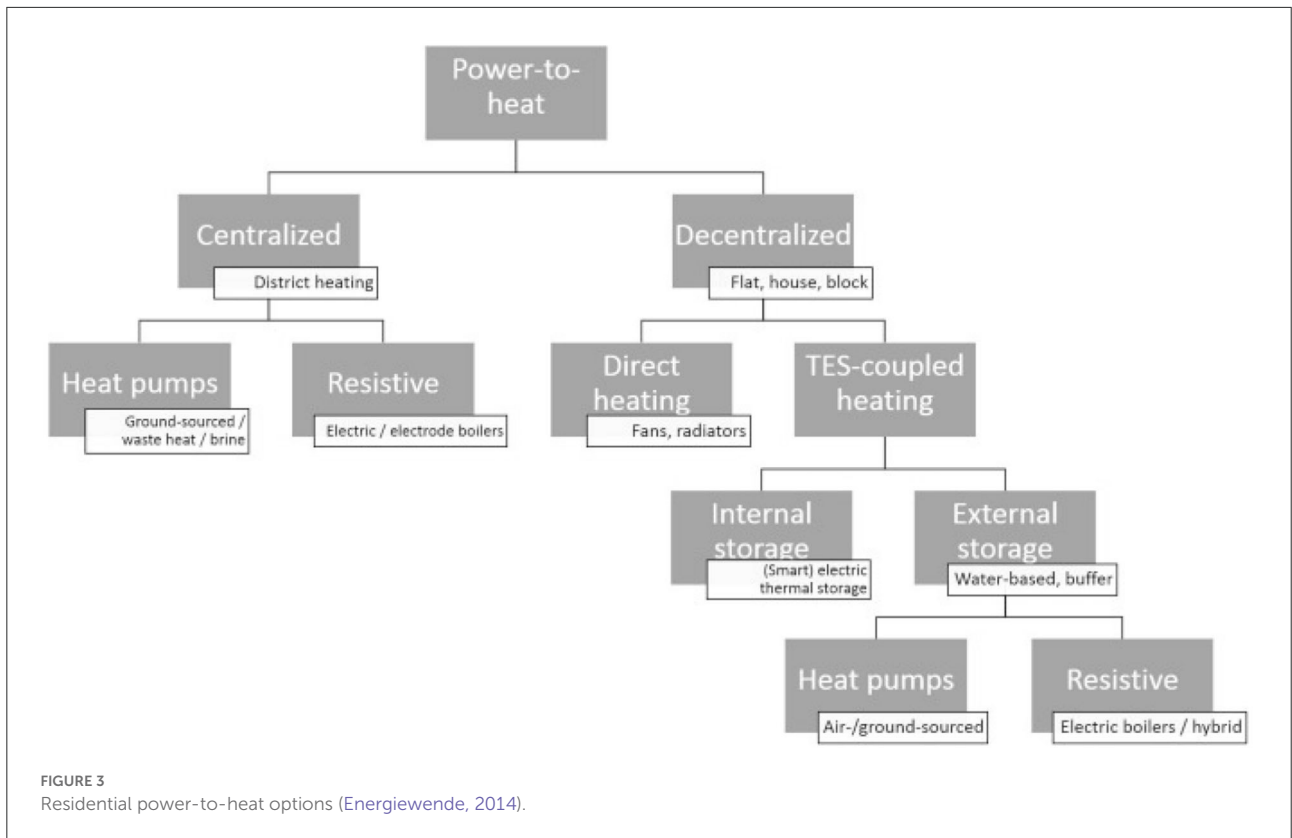 Power-to-
heat
Centralized
District heating
Decentralized
Flat, house, block
Heat pumps
Ground-sourced /
waste heat / brine
Resistive
Electric / electrode boilers
Direct
heating
Fans, radiators
TES-coupled
heating
Internal
storage
(Smart) electric
thermal storage
External
storage
Water-based, buffer
Heat pumps
Air-/ground-sourced
Resistive
Electric boilers / hybrid
FIGURE 3
Residential power-to-heat options (Energiewende, 2014).